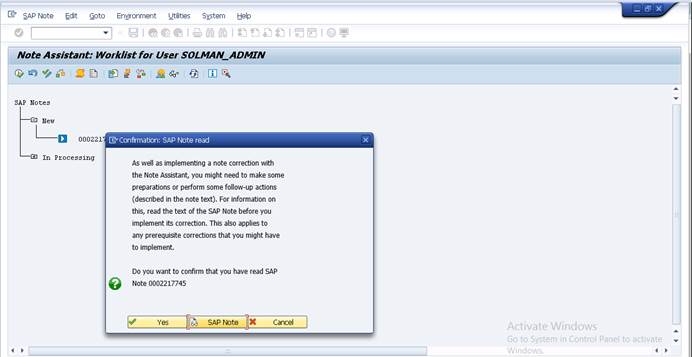 SAP Note Edit Goto Environment Utilities System Help
Note Assistant: Worklist for User SOLMAN_ADMIN
SAP Notes
New
In Processing
Confirmation: SAP Note read
As well as implementing a note correction with
the Note Assistant, you might need to make some
preparations or perform some follow-up actions
(described in the note text). For information on
this, read the text of the SAP Note before you
implement its correction. This also applies to
any prerequisite corrections that you might have
to implement.
Do you want to confirm that you have read SAP
Note 0002217745
Yes SAP Note Cancel
Activate Windows
Go to System in Control Panel to activate
Windows.